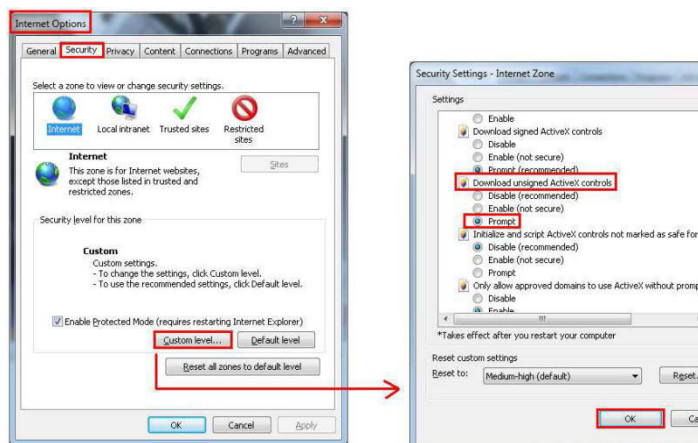 Internet Options
General Security Privacy Content Connections Programs Advanced
Select a zone to view or change security settings.
Internet Local intranet Trusted sites Restricted
sites
Internet
This zone is for Internet websites,
except those listed in trusted and
restricted zones.
Sites
Security level for this zone
Custom
Custom settings.
- To change the settings, click Custom level.
- To use the recommended settings, click Default level.
Enable Protected Mode (requires restarting Internet Explorer)
Custom level... Default level
Reset all zones to default level
OK Cancel Apply
Security Settings - Internet Zone
Settings
Enable
Download signed ActiveX controls
Disable
Enable (not secure)
Prompt (recommended)
Download unsigned ActiveX controls
Disable (recommended)
Enable (not secure)
Prompt
Initialize and script ActiveX controls not marked as safe for
Disable (recommended)
Enable (not secure)
Prompt
Only allow approved domains to use ActiveX without promp
Disable
Enable
*Takes effect after you restart your computer
Reset custom settings
Reset to: Medium-high (default) Reset.
OK Ca